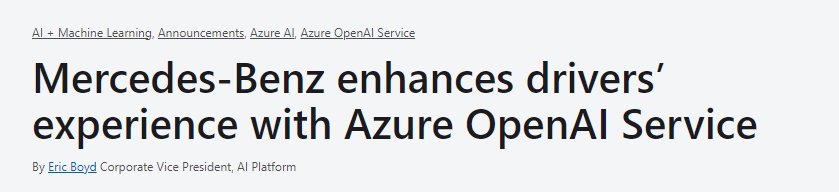 AI + Machine Learning, Announcements, Azure AI, Azure OpenAI Service
Mercedes-Benz enhances drivers’
experience with Azure OpenAI Service
By Eric Boyd Corporate Vice President, AI Platform